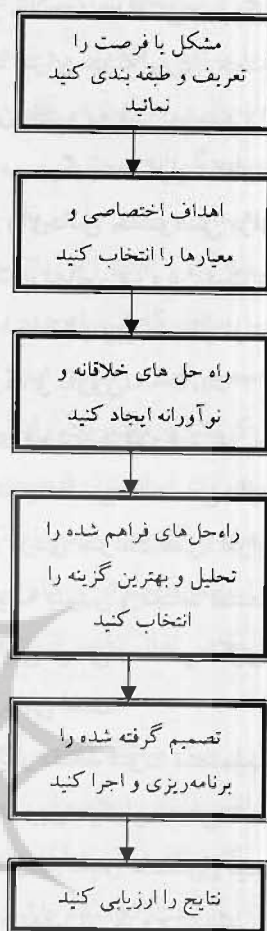 مشکل یا فرصت را
تعریف و طبقه بندی کنید
نمائید
اهداف اختصاصی و
معیارها را انتخاب کنید
راه حل های خلاقانه و
نوآورانه ایجاد کنید
راه‌حل‌های فراهم شده را
تحلیل و بهترین گزینه را
انتخاب کنید
تصمیم گرفته شده را
برنامه‌ریزی و اجرا کنید
نتایج را ارزیابی کنید